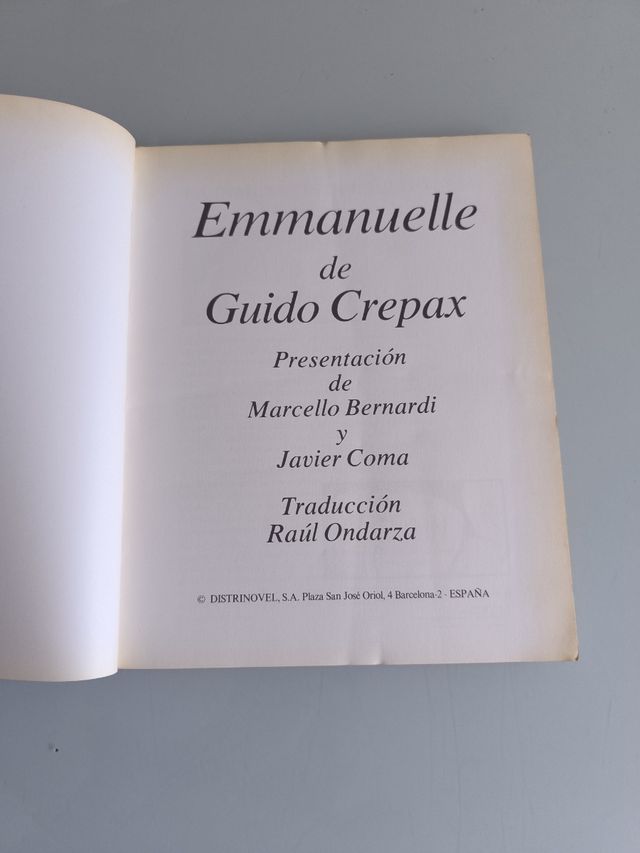 Emmanuelle
de
Guido Crepax
Presentación
de
Marcello Bernardi
y
Javier Coma
Traducción
Raúl Ondarza
© DISTRINOVEL, S.A. Plaza San José Oriol, 4 Barcelona-2 - ESPAÑA